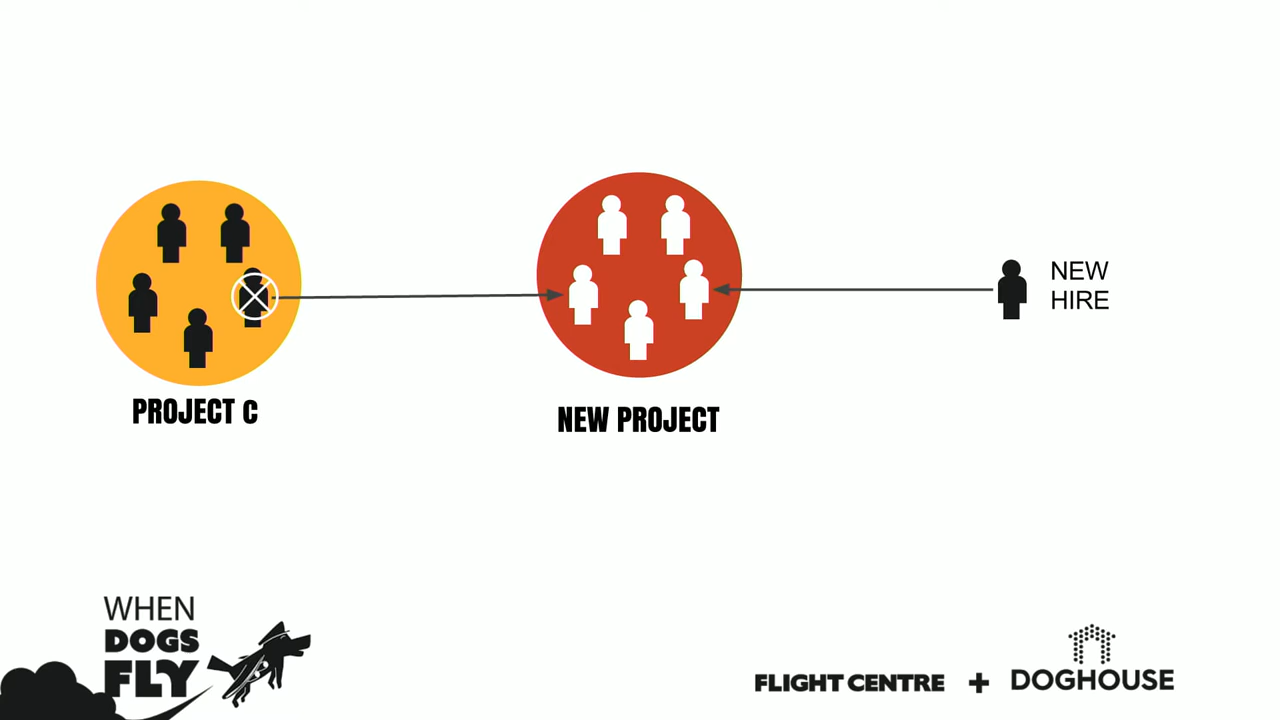 NEW
HIRE
PROJECT C
NEW PROJECT
WHEN
DOGS
FLY
FLIGHT CENTRE + DOGHOUSE